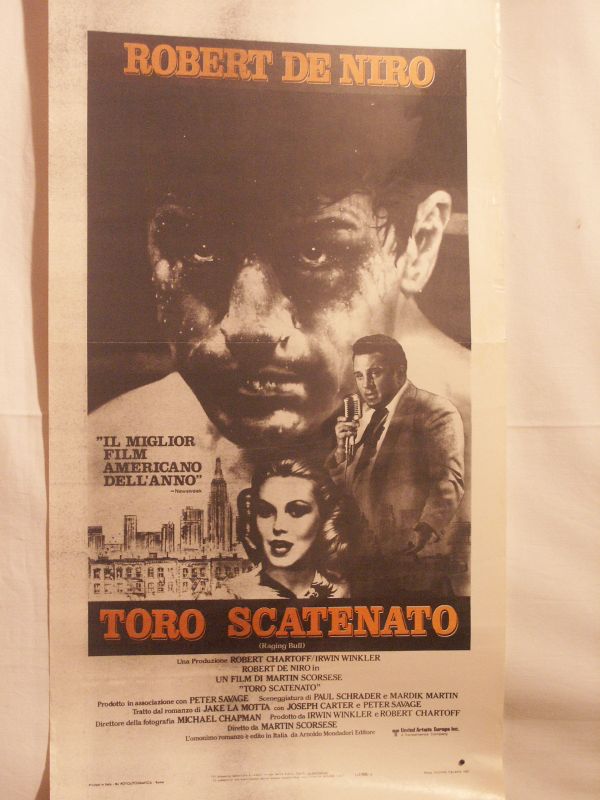 ROBERT DE NIRO
"IL MIGLIOR
FILM
AMERICANO
DELL'ANNO"
—Newsweek
TORO SCATENATO
(Raging Bull)
Una Produzione ROBERT CHARTOFF/IRWIN WINKLER
ROBERT DE NIRO in
UN FILM DI MARTIN SCORSESE
"TORO SCATENATO"
Prodotto in associazione con PETER SAVAGE Sceneggiatura di PAUL SCHRADER e MARDIK MARTIN
Tratto dal romanzo di JAKE LA MOTTA con JOSEPH CARTER e PETER SAVAGE
Direttore della fotografia MICHAEL CHAPMAN Prodotto da IRWIN WINKLER e ROBERT CHARTOFF
Diretto da MARTIN SCORSESE
L'omonimo romanzo è edito in Italia da Arnoldo Mondadori Editore
United Artists Europa Inc.
A Transamerica Company